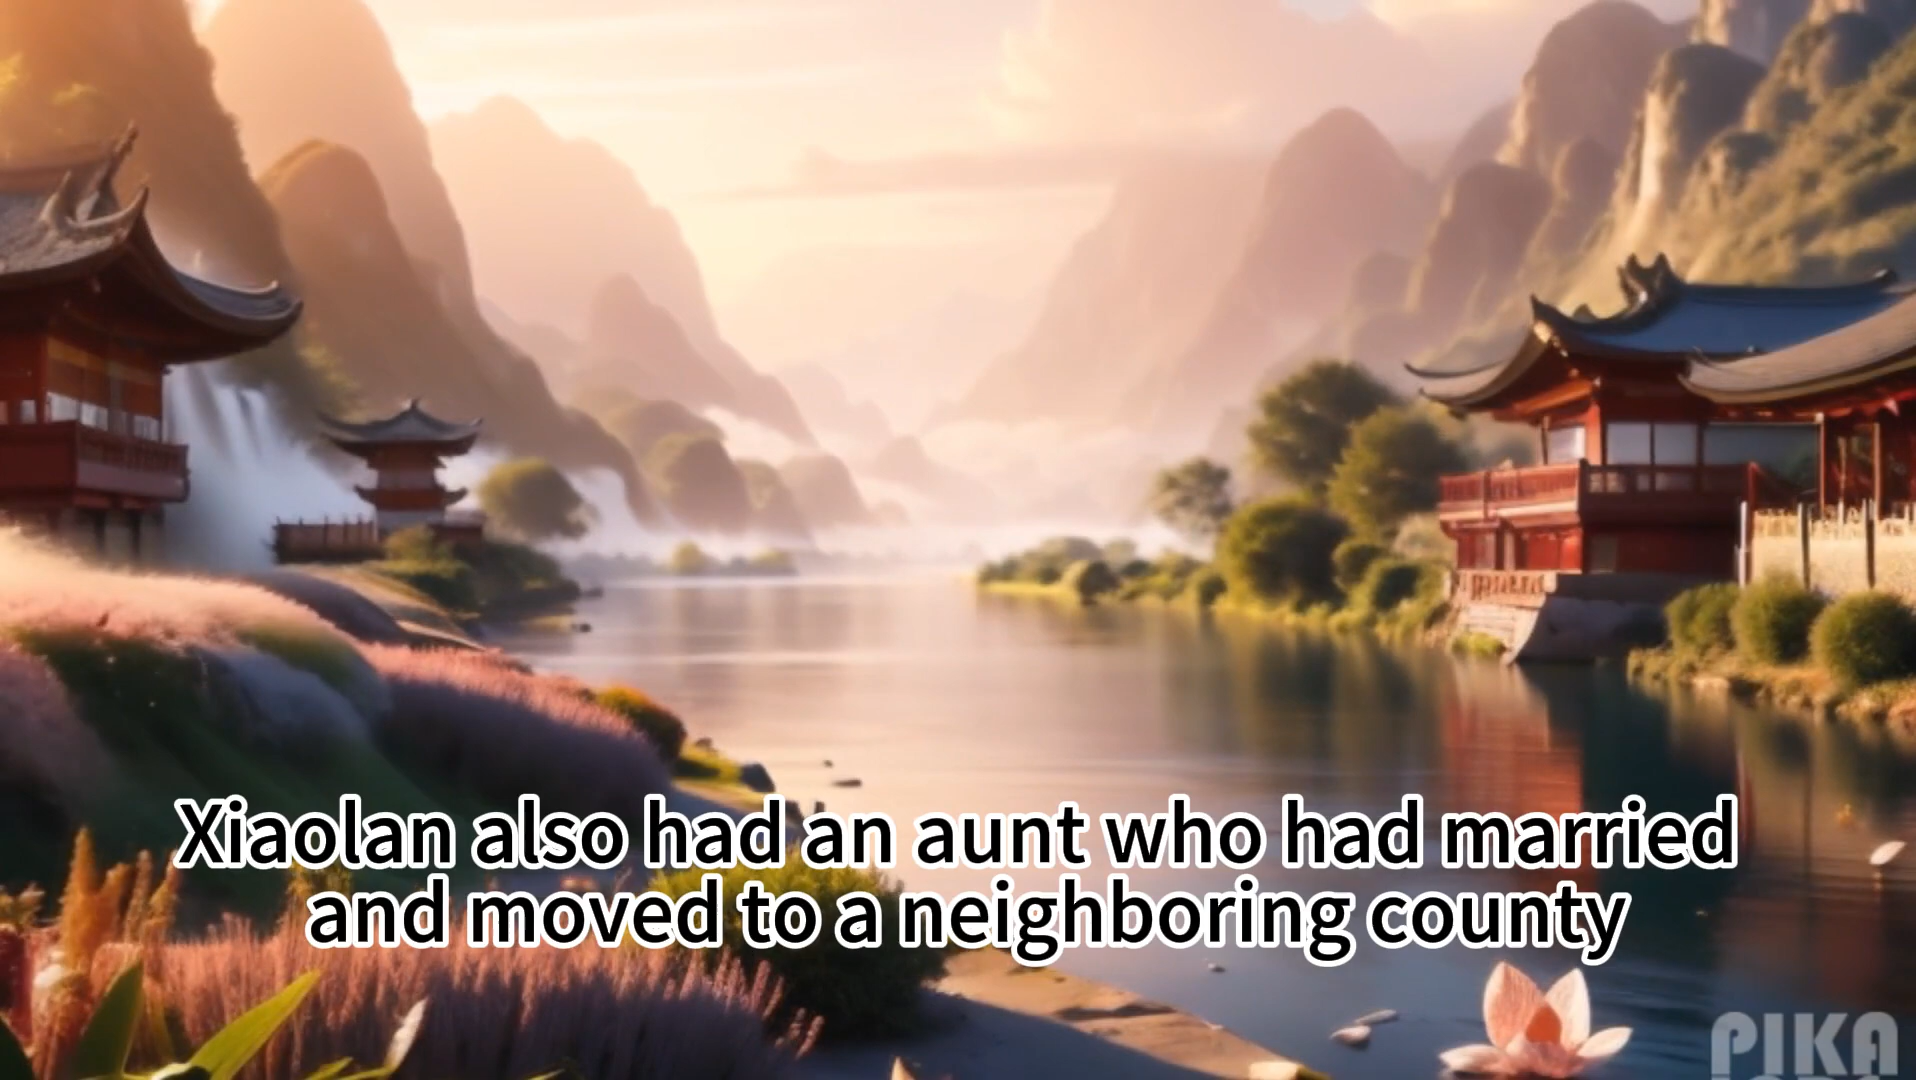 Xiaolan also had an aunt who had married
and moved to a neighboring county
PIKA